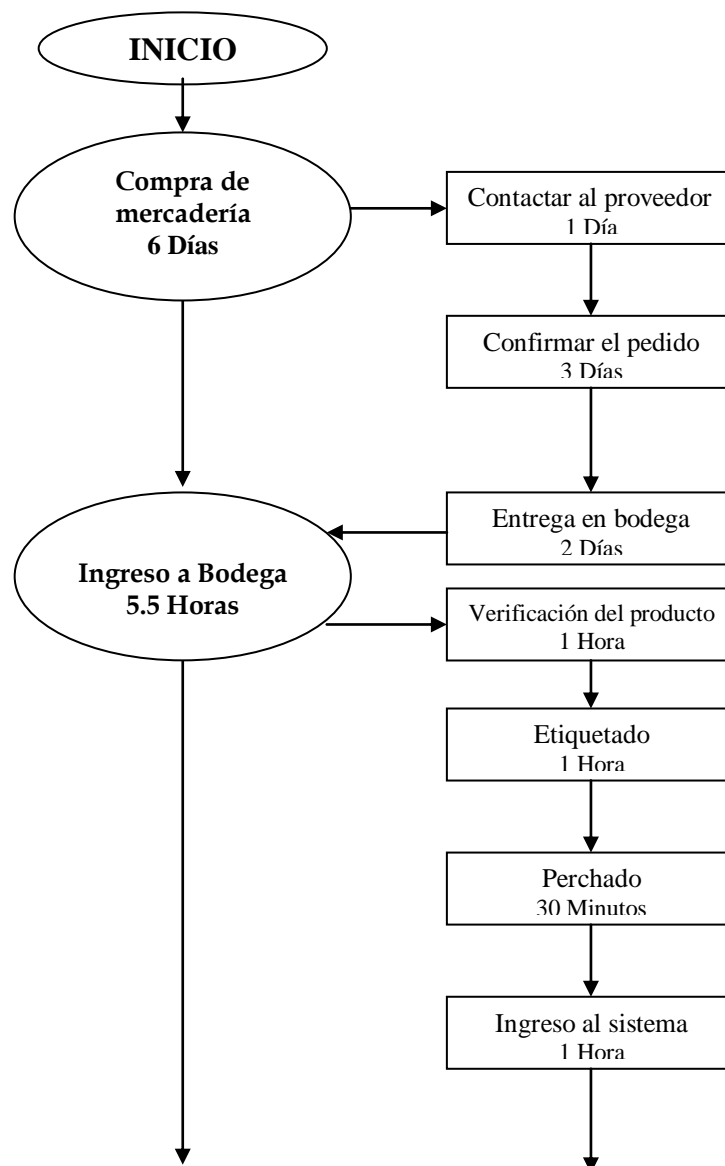 INICIO
Compra de
mercadería
6 Días
Contactar al proveedor
1 Día
Confirmar el pedido
3 Días
Entrega en bodega
2 Días
Ingreso a Bodega
5.5 Horas
Verificación del producto
1 Hora
Etiquetado
1 Hora
Perchado
30 Minutos
Ingreso al sistema
1 Hora